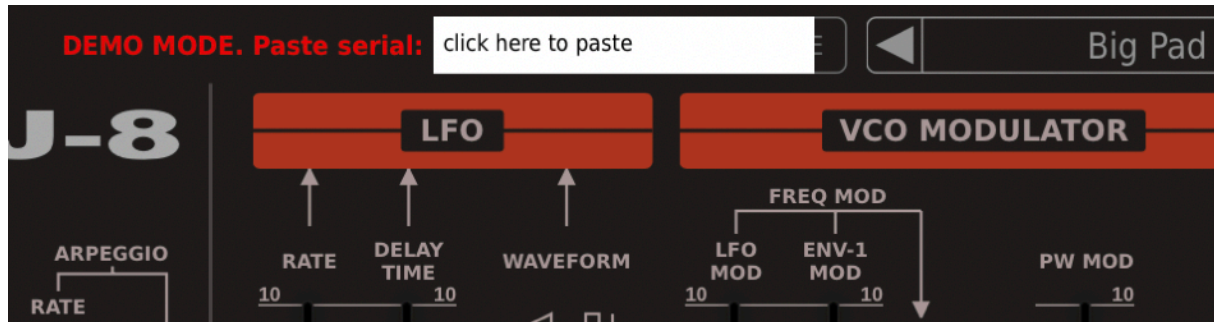 DEMO MODE. Paste serial: click here to paste
Big Pad
J-8
LFO
VCO MODULATOR
FREQ MOD
ARPEGGIO
RATE
DELAY
TIME
WAVEFORM
LFO
MOD
ENV-1
MOD
PW MOD
RATE
10 10 10 10 10